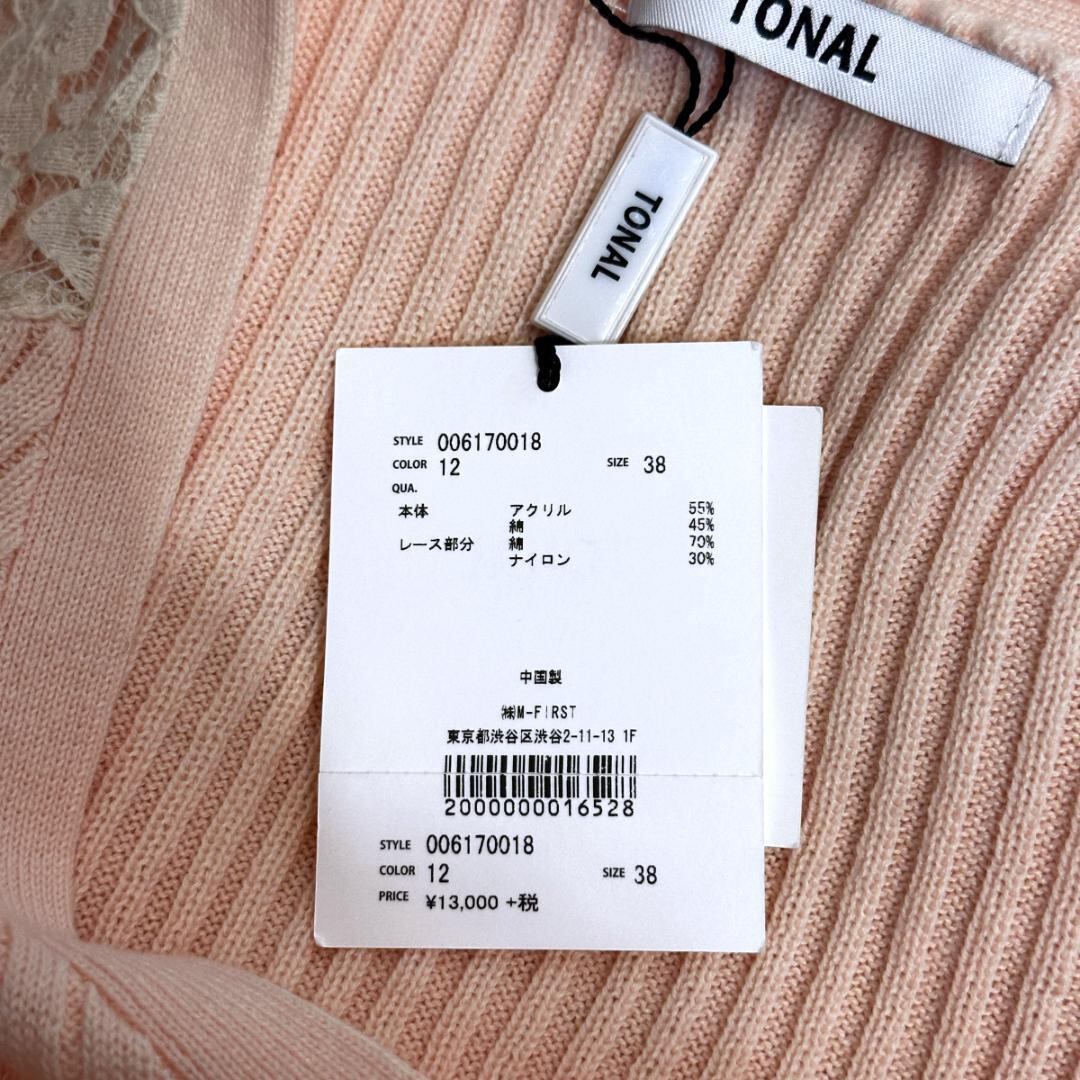 TONAL
TONAL
STYLE 006170018
COLOR 12 SIZE 38
QUA.
本体 アクリル 55%
綿 45%
レース部分 綿 70%
ナイロン 30%
中国製
㈱M-FIRST
東京都渋谷区渋谷2-11-13 1F
2000000016528
STYLE 006170018
COLOR 12 SIZE 38
PRICE ¥13,000 +税